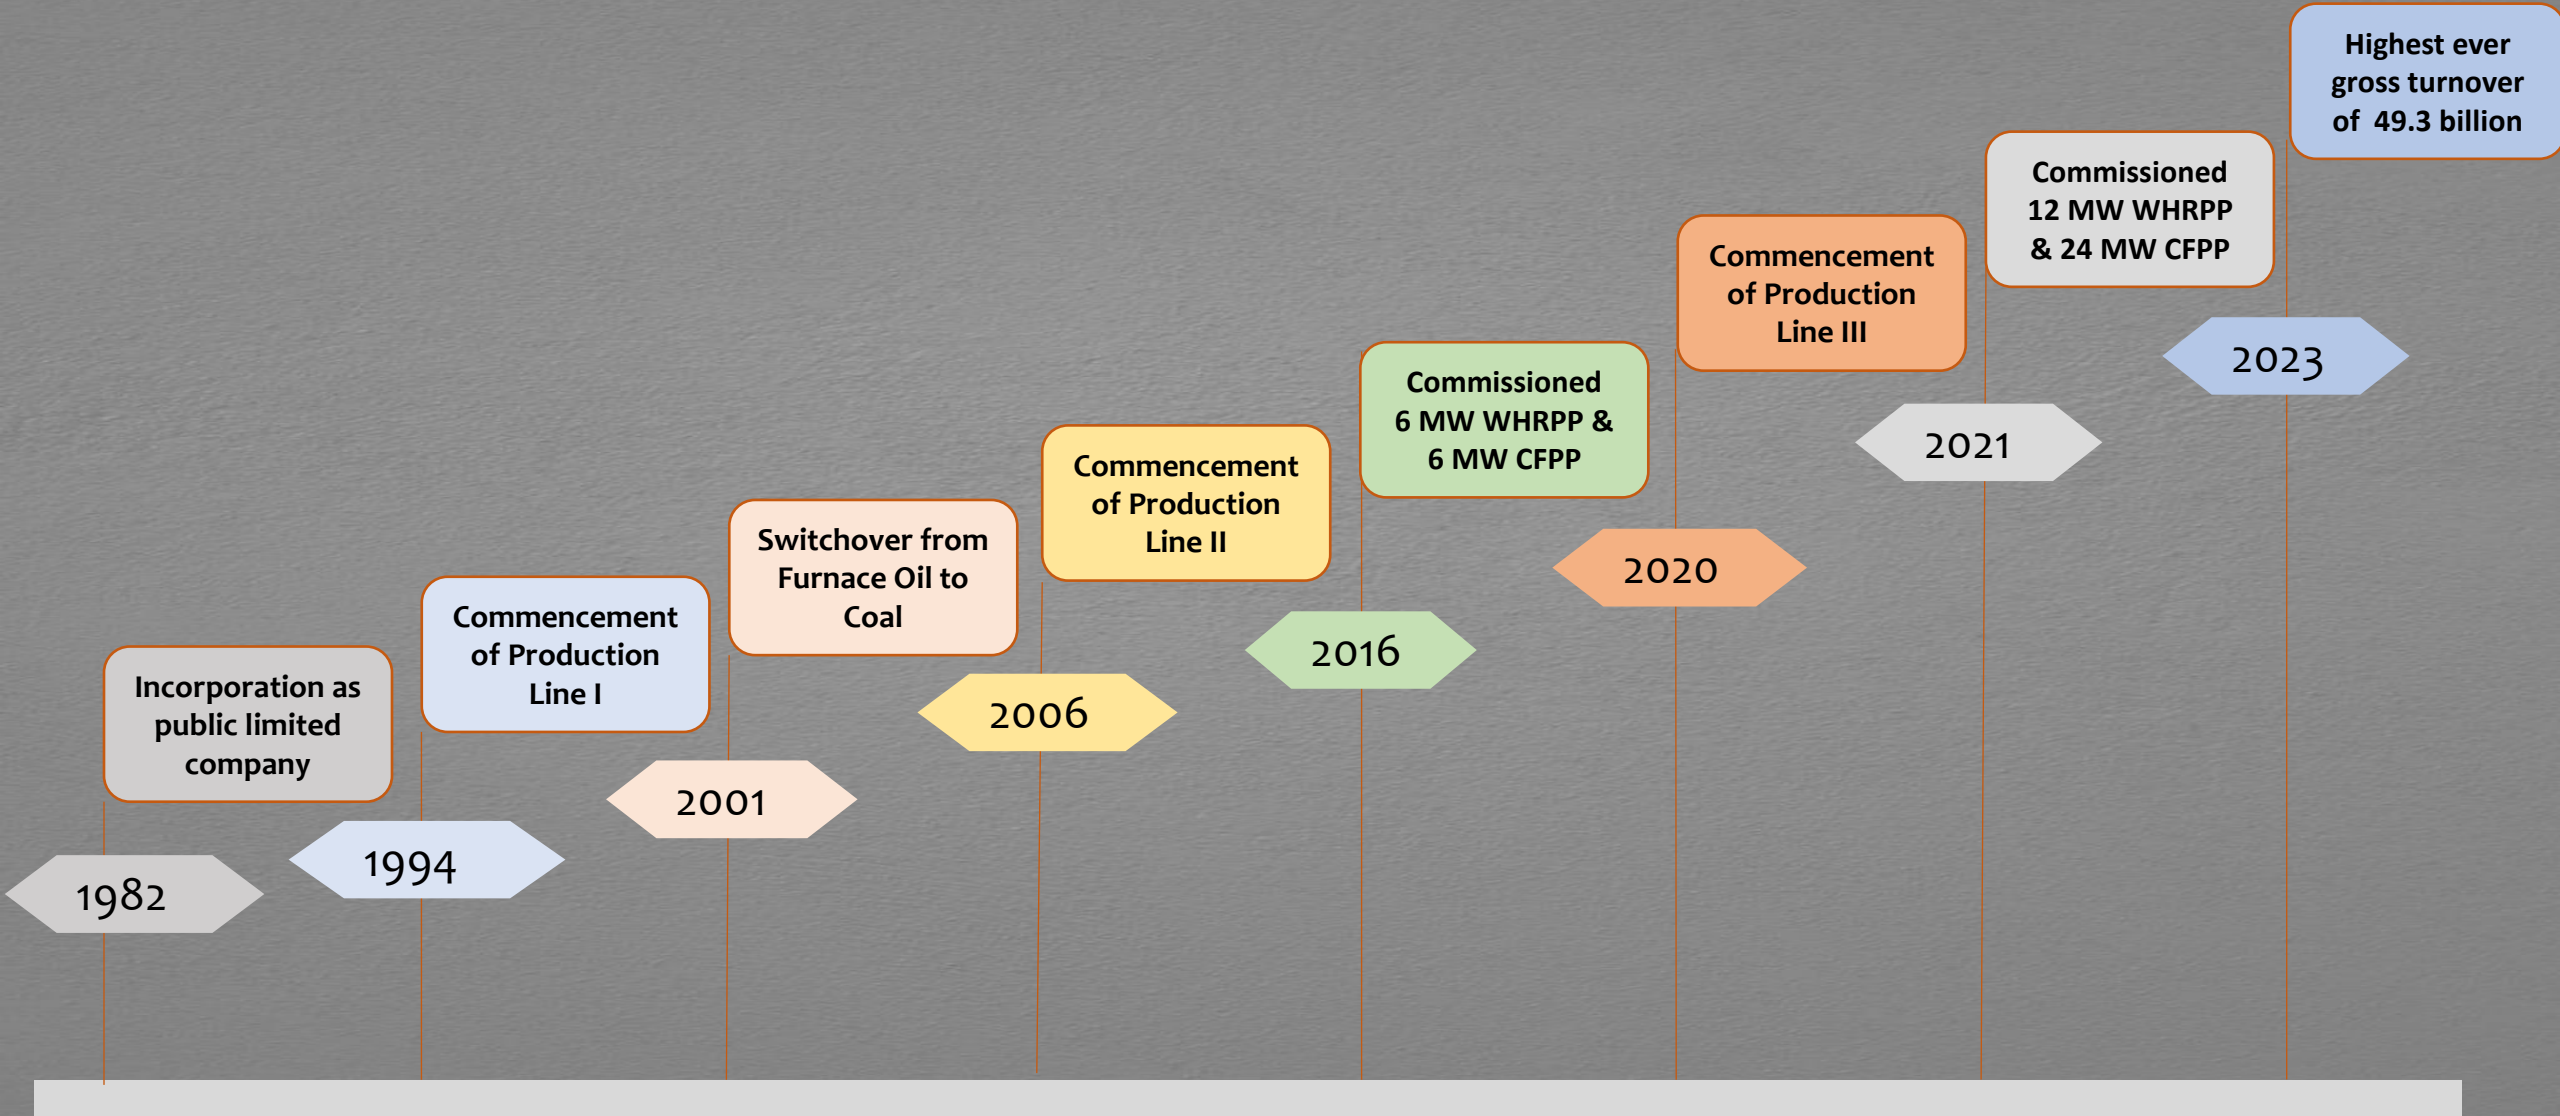 Incorporation as
public limited
company
1982
Commencement
of Production
Line I
1994
Switchover from
Furnace Oil to
Coal
2001
Commencement
of Production
Line II
2006
Commissioned
6 MW WHRPP &
6 MW CFPP
2016
Commencement
of Production
Line III
2020
Commissioned
12 MW WHRPP
& 24 MW CFPP
2021
Highest ever
gross turnover
of 49.3 billion
2023